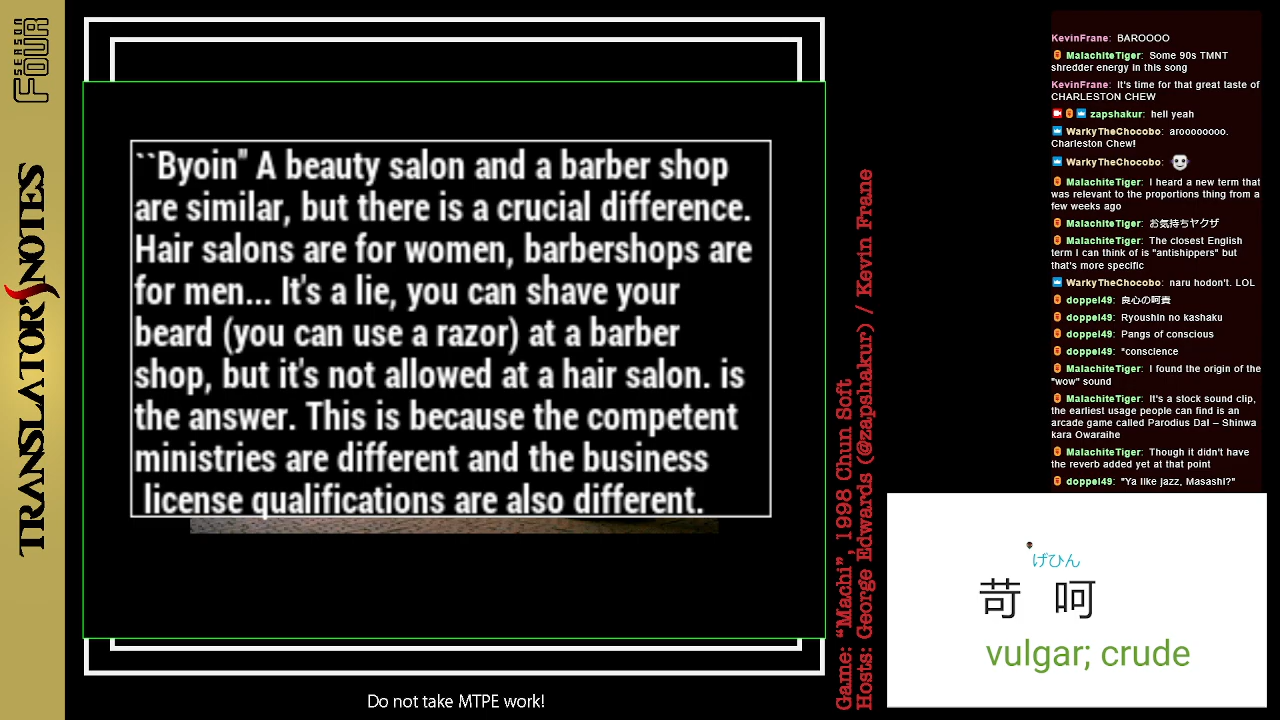 SEASON
FOUR
TRANSLATOR'S NOTES
``Byoin" A beauty salon and a barber shop
are similar, but there is a crucial difference.
Hair salons are for women, barbershops are
for men... It's a lie, you can shave your
beard (you can use a razor) at a barber
shop, but it's not allowed at a hair salon. is
the answer. This is because the competent
ministries are different and the business
license qualifications are also different.
Do not take MTPE work!
Game: “Machi”, 1998 Chun Soft
Hosts: George Edwards (@zapshakur) / Kevin Frane
KevinFrane: BAROOOO
MalachiteTiger: Some 90s TMNT
shredder energy in this song
KevinFrane: It's time for that great taste of
CHARLESTON CHEW
zapshakur: hell yeah
WarkyTheChocobo: aroooooooo.
Charleston Chew!
WarkyTheChocobo:
MalachiteTiger: I heard a new term that
was relevant to the proportions thing from a
few weeks ago
MalachiteTiger: お気持ちヤクザ
MalachiteTiger: The closest English
term I can think of is "antishippers" but
that's more specific
WarkyTheChocobo: naru hodon't. LOL
doppel49: 良心の呵責
doppel49: Ryoushin no kashaku
doppel49: Pangs of conscious
doppel49: conscience
MalachiteTiger: I found the origin of the
"wow" sound
MalachiteTiger: It's a stock sound clip,
the earliest usage people can find is an
arcade game called Parodius Da! - Shinwa
kara Owaraihe
MalachiteTiger: Though it didn't have
the reverb effect yet at that point
doppel49: "Ya like jazz, Masashi?"
げひん
苛 呵
vulgar; crude